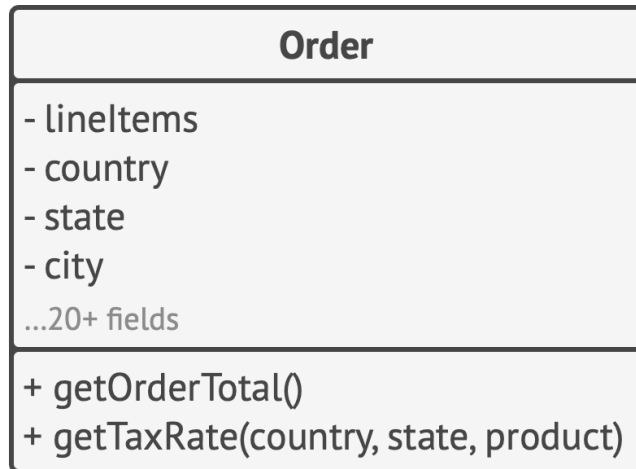 Order
- lineItems
- country
- state
- city
...20+ fields
+ getOrderTotal()
+ getTaxRate(country, state, product)